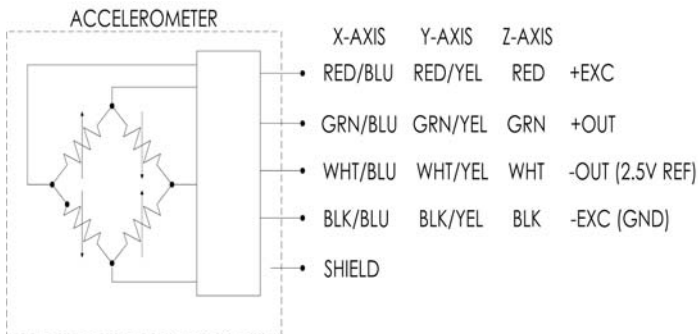 ACCELEROMETER
X-AXIS Y-AXIS Z-AXIS
RED/BLU RED/YEL RED +EXC
GRN/BLU GRN/YEL GRN +OUT
WHT/BLU WHT/YEL WHT -OUT (2.5V REF)
BLK/BLU BLK/YEL BLK -EXC (GND)
SHIELD